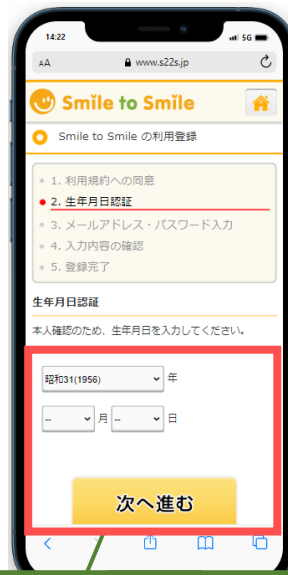 14:22
5G
AA
www.s22s.jp
Smile to Smile
Smile to Smile の利用登録
1. 利用規約への同意
2. 生年月日認証
3. メールアドレス・パスワード入力
4. 入力内容の確認
5. 登録完了
生年月日認証
本人確認のため、生年月日を入力してください。
昭和31(1956) 年
-- 月 -- 日
次へ進む